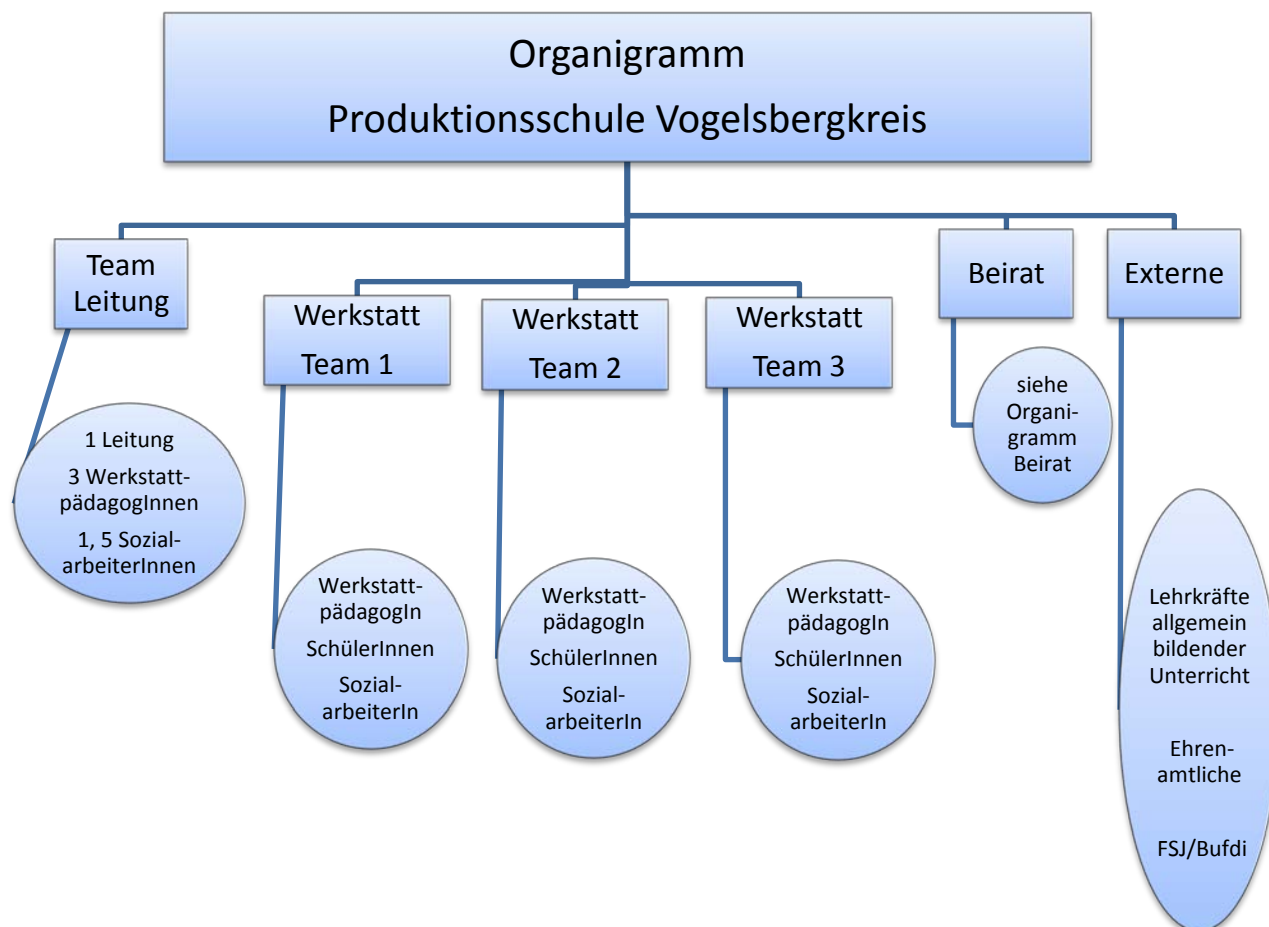 Organigramm
Produktionsschule Vogelsbergkreis
Team
Leitung
Werkstatt
Team 1
Werkstatt
Team 2
Werkstatt
Team 3
Beirat
Externe
1 Leitung
3 Werkstatt-
pädagogInnen
1, 5 Sozial-
arbeiterInnen
Werkstatt-
pädagogIn
SchülerInnen
Sozial-
arbeiterIn
Werkstatt-
pädagogIn
SchülerInnen
Sozial-
arbeiterIn
Werkstatt-
pädagogIn
SchülerInnen
Sozial-
arbeiterIn
siehe
Organi-
gramm
Beirat
Lehrkräfte
allgemein
bildender
Unterricht
Ehren-
amtliche
FSJ/Bufdi